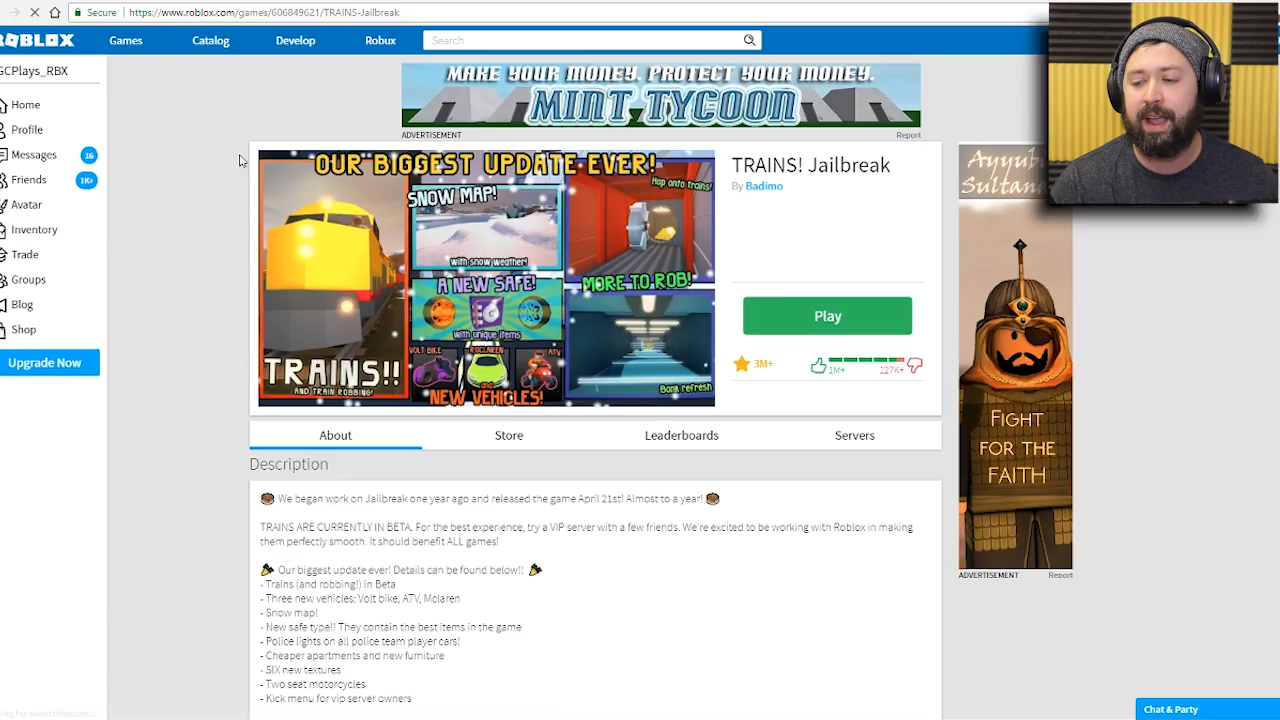 Secure
https://www.roblox.com/games/606849621/TRAINS-Jailbreak
ROBLOX
Games
Catalog
Develop
Robux
Search
GCPlays_RBX
Home
Profile
Messages
16
Friends
1K+
Avatar
Inventory
Trade
Groups
Blog
Shop
Upgrade Now
MAKE YOUR MONEY. PROTECT YOUR MONEY.
MINT TYCOON
ADVERTISEMENT
Report
OUR BIGGEST UPDATE EVER!
SNOW MAP!
with snow weather!
Hop onto trains!
A NEW SAFE!
with unique items
MORE TO ROB!
VOLT BIKE
ROCLAREN
and
ATV
NEW VEHICLES!
Bank refresh
TRAINS!!
AND TRAIN ROBBING!
TRAINS! Jailbreak
By Badimo
Play
3M+
1M+
127K+
About
Store
Leaderboards
Servers
Description
We began work on Jailbreak one year ago and released the game April 21st! Almost to a year!
TRAINS ARE CURRENTLY IN BETA. For the best experience, try a VIP server with a few friends. We're excited to be working with Roblox in making
them perfectly smooth. It should benefit ALL games!
Our biggest update ever! Details can be found below!!
- Trains (and robbing!) in Beta
- Three new vehicles: Volt bike, ATV, Mclaren
- Snow map!
- New safe type!! They contain the best items in the game
- Police lights on all police team player cars!
- Cheaper apartments and new furniture
- SIX new textures
- Two seat motorcycles
- Kick menu for vip server owners
Ayyubi
Sultan
FIGHT
FOR THE
FAITH
ADVERTISEMENT
Report
Chat & Party